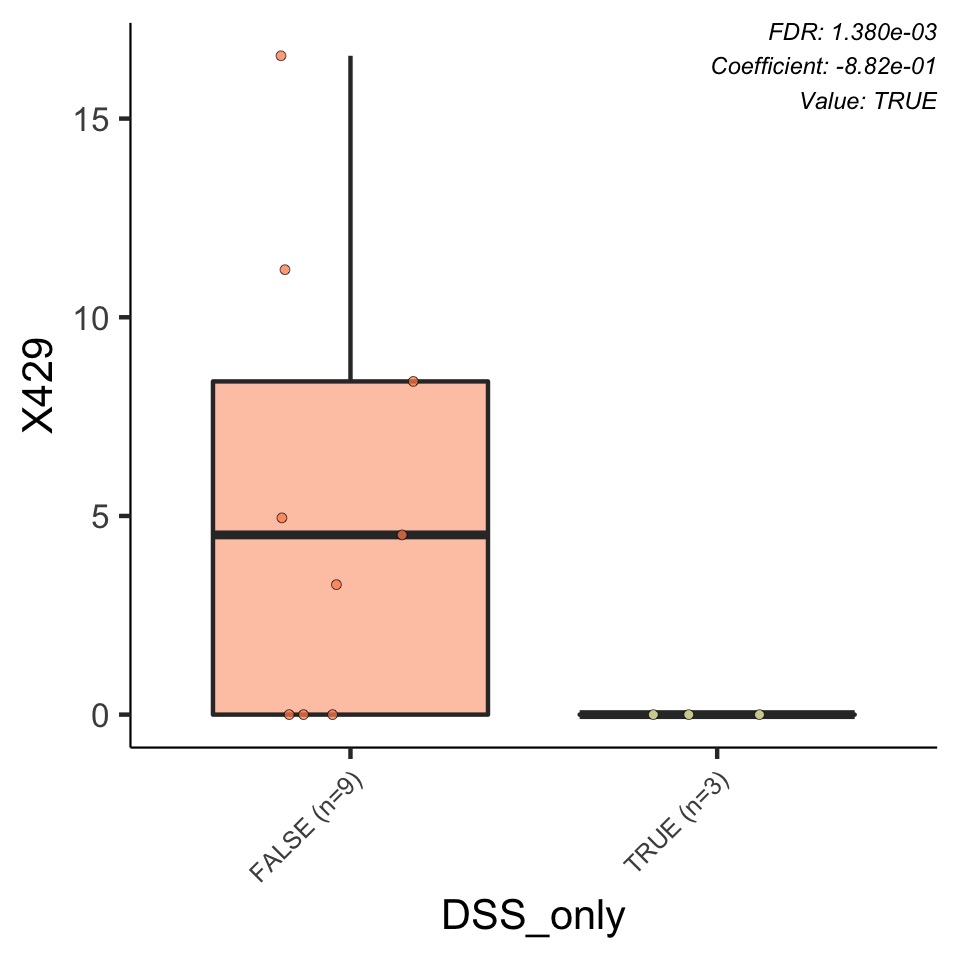 FDR: 1.380e-03
Coefficient: -8.82e-01
Value: TRUE
X429
15
10
5
0
FALSE (n=9)
TRUE (n=3)
DSS_only